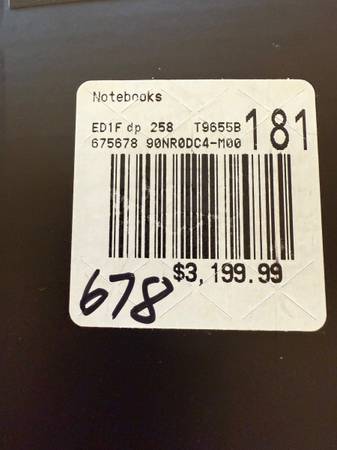 Notebooks
ED1F dp 258 T9655B 181
675678 90NR0DC4-M00
$3,199.99
678